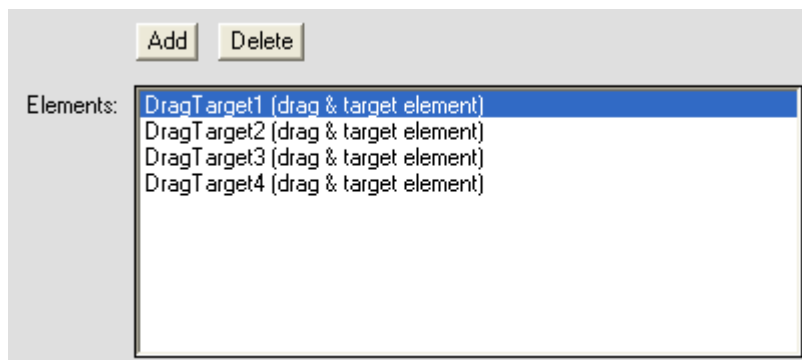 Add Delete
Elements: DragTarget1 (drag & target element)
DragTarget2 (drag & target element)
DragTarget3 (drag & target element)
DragTarget4 (drag & target element)